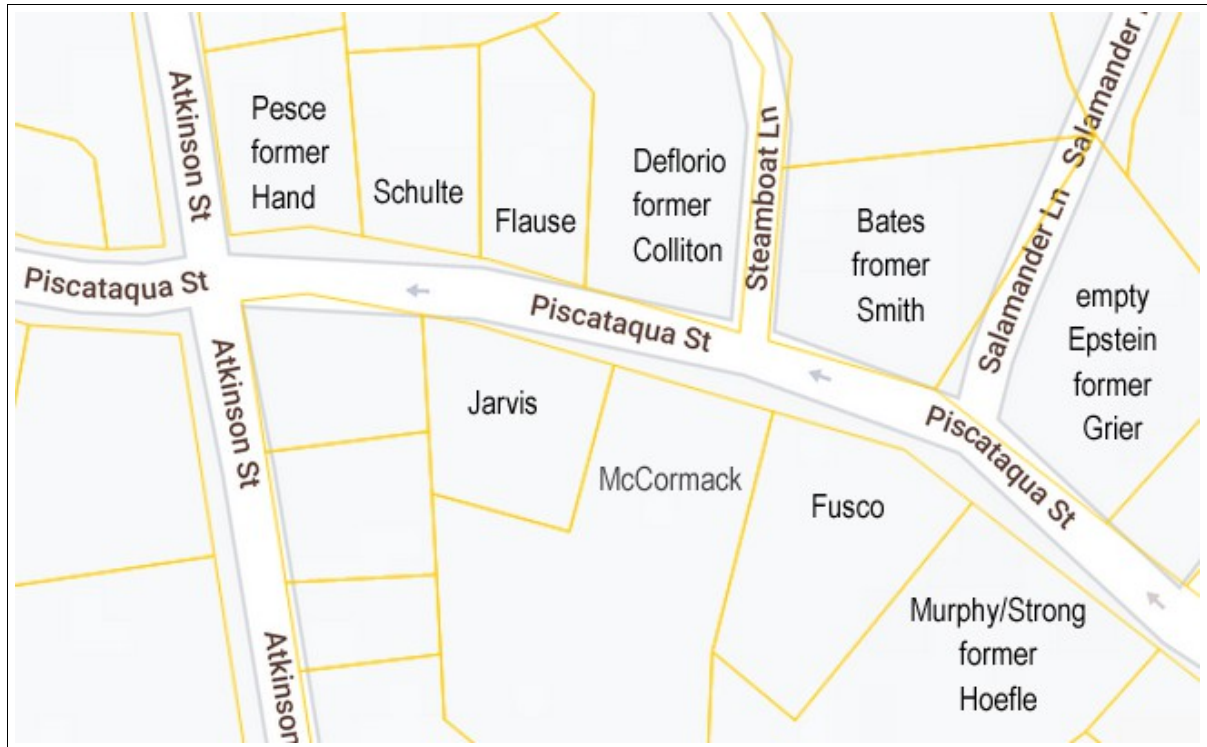 Atkinson St
Pesce
former
Hand
Schulte
Flause
Deflorio
former
Colliton
Steamboat Ln
Bates
fromer
Smith
Salamander
Salamander Ln
empty
Epstein
former
Grier
Piscataqua St
Piscataqua St
Piscataqua St
Atkinson St
Jarvis
McCormack
Fusco
Murphy/Strong
former
Hoefle
Atkinson